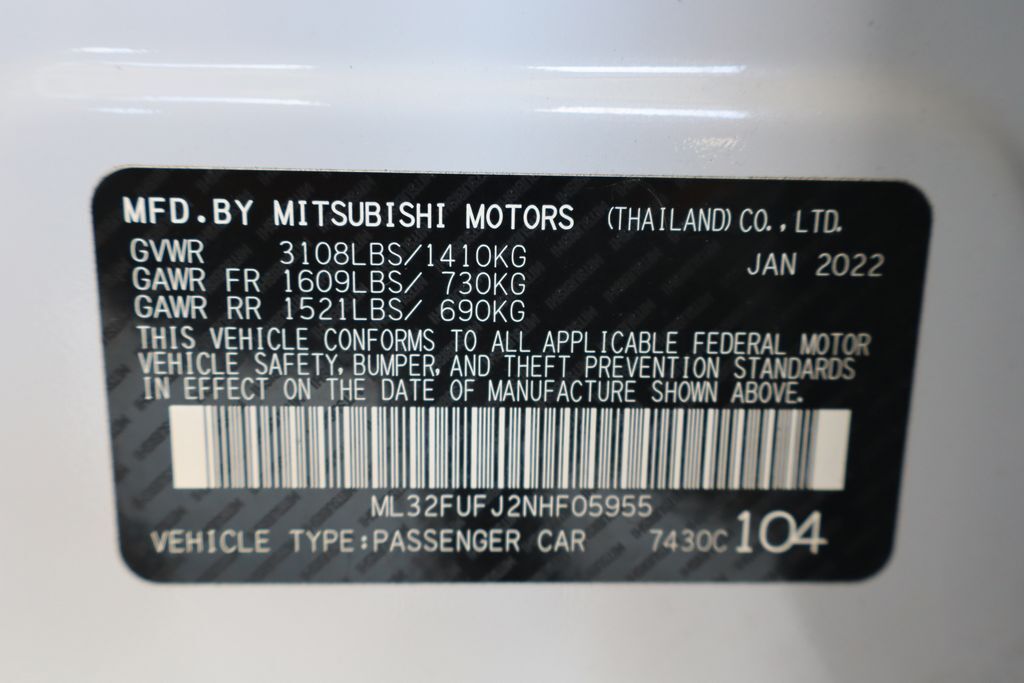 MFD.BY MITSUBISHI MOTORS (THAILAND) CO., LTD.
GVWR 3108LBS/1410KG JAN 2022
GAWR FR 1609LBS/ 730KG
GAWR RR 1521LBS/ 690KG
THIS VEHICLE CONFORMS TO ALL APPLICABLE FEDERAL MOTOR
VEHICLE SAFETY, BUMPER, AND THEFT PREVENTION STANDARDS
IN EFFECT ON THE DATE OF MANUFACTURE SHOWN ABOVE.
ML32FUFJ2NHF05955
VEHICLE TYPE:PASSENGER CAR 7430C 104